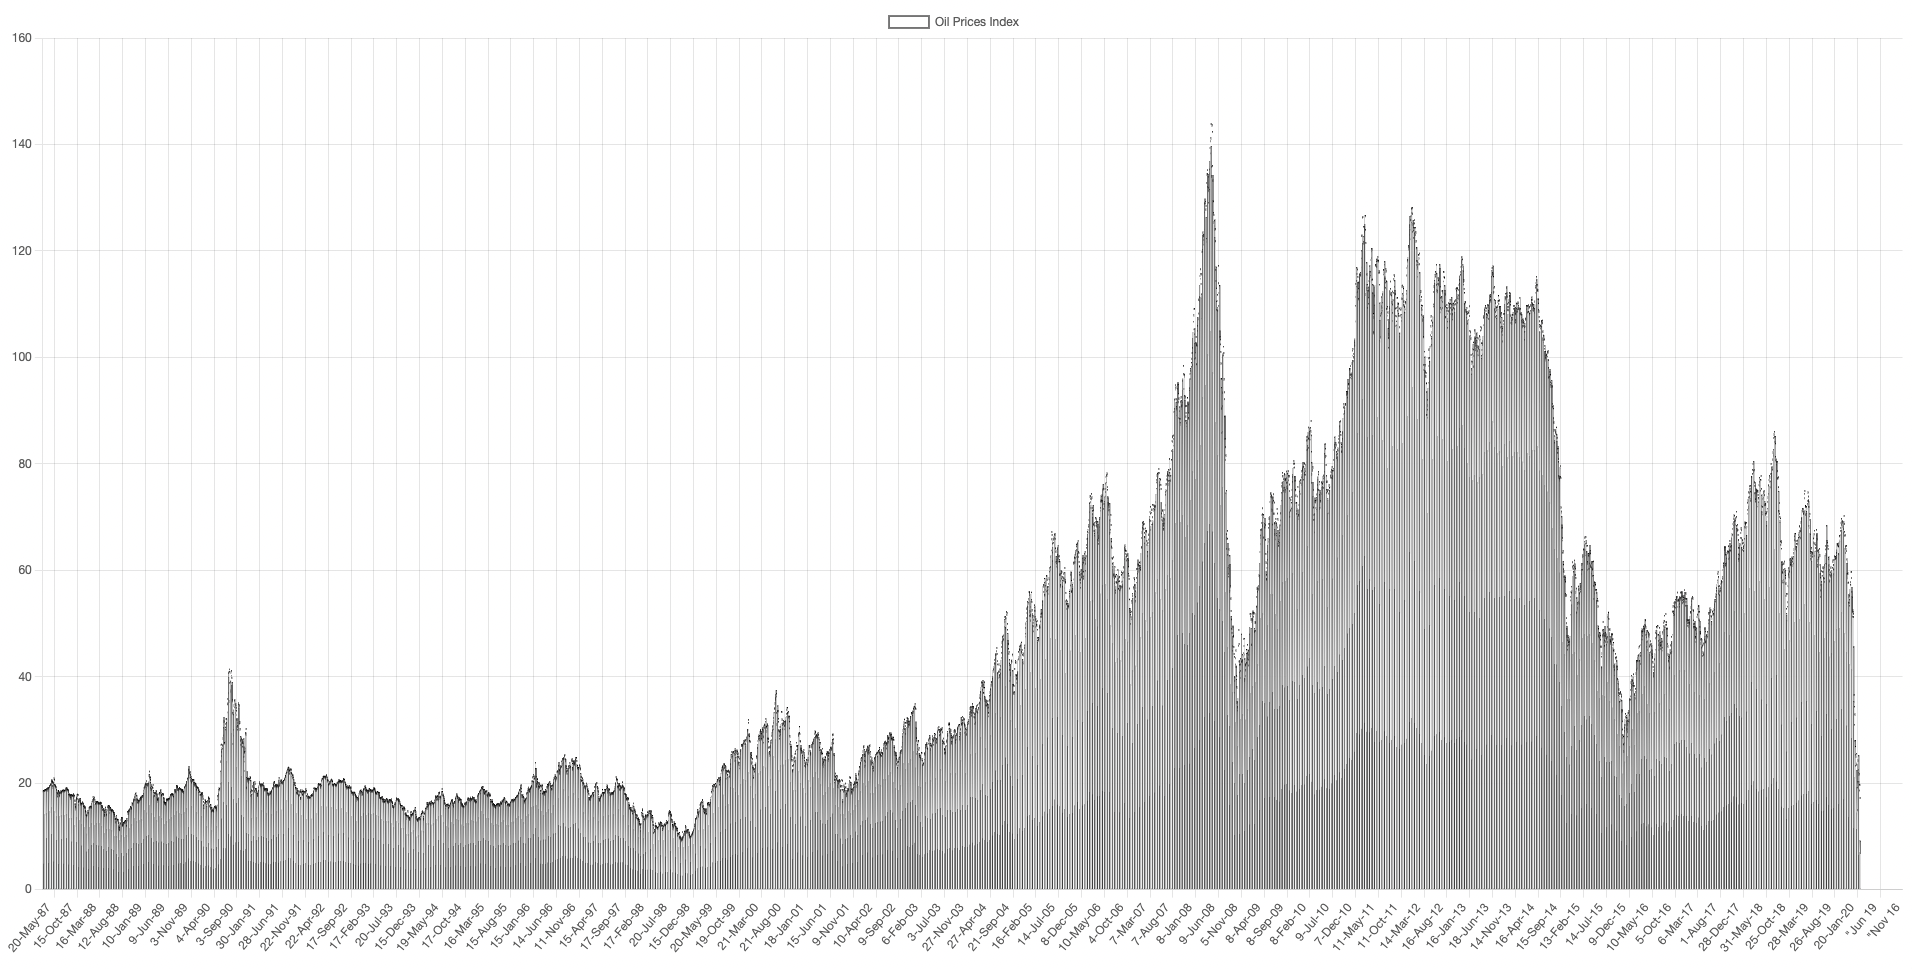 Oil Prices Index
160
140
120
100
80
60
40
20
0
20-May-87
15-Oct-87
16-Mar-88
12-Aug-88
10-Jan-89
9-Jun-89
3-Nov-89
4-Apr-90
3-Sep-90
30-Jan-91
28-Jun-91
22-Nov-91
22-Apr-92
17-Sep-92
17-Feb-93
20-Jul-93
15-Dec-93
19-May-94
17-Oct-94
16-Mar-95
15-Aug-95
15-Jan-96
14-Jun-96
11-Nov-96
15-Apr-97
17-Sep-97
17-Feb-98
20-Jul-98
15-Dec-98
20-May-99
19-Oct-99
21-Mar-00
21-Aug-00
18-Jan-01
15-Jun-01
9-Nov-01
10-Apr-02
9-Sep-02
6-Feb-03
3-Jul-03
27-Nov-03
27-Apr-04
21-Sep-04
16-Feb-05
14-Jul-05
8-Dec-05
10-May-06
4-Oct-06
7-Mar-07
7-Aug-07
8-Jan-08
9-Jun-08
5-Nov-08
8-Apr-09
8-Sep-09
8-Feb-10
9-Jul-10
7-Dec-10
11-May-11
11-Oct-11
14-Mar-12
16-Aug-12
16-Jan-13
18-Jun-13
14-Nov-13
16-Apr-14
15-Sep-14
13-Feb-15
14-Jul-15
9-Dec-15
10-May-16
5-Oct-16
6-Mar-17
1-Aug-17
28-Dec-17
31-May-18
25-Oct-18
28-Mar-19
26-Aug-19
20-Jan-20
"Jun 19
"Nov 16